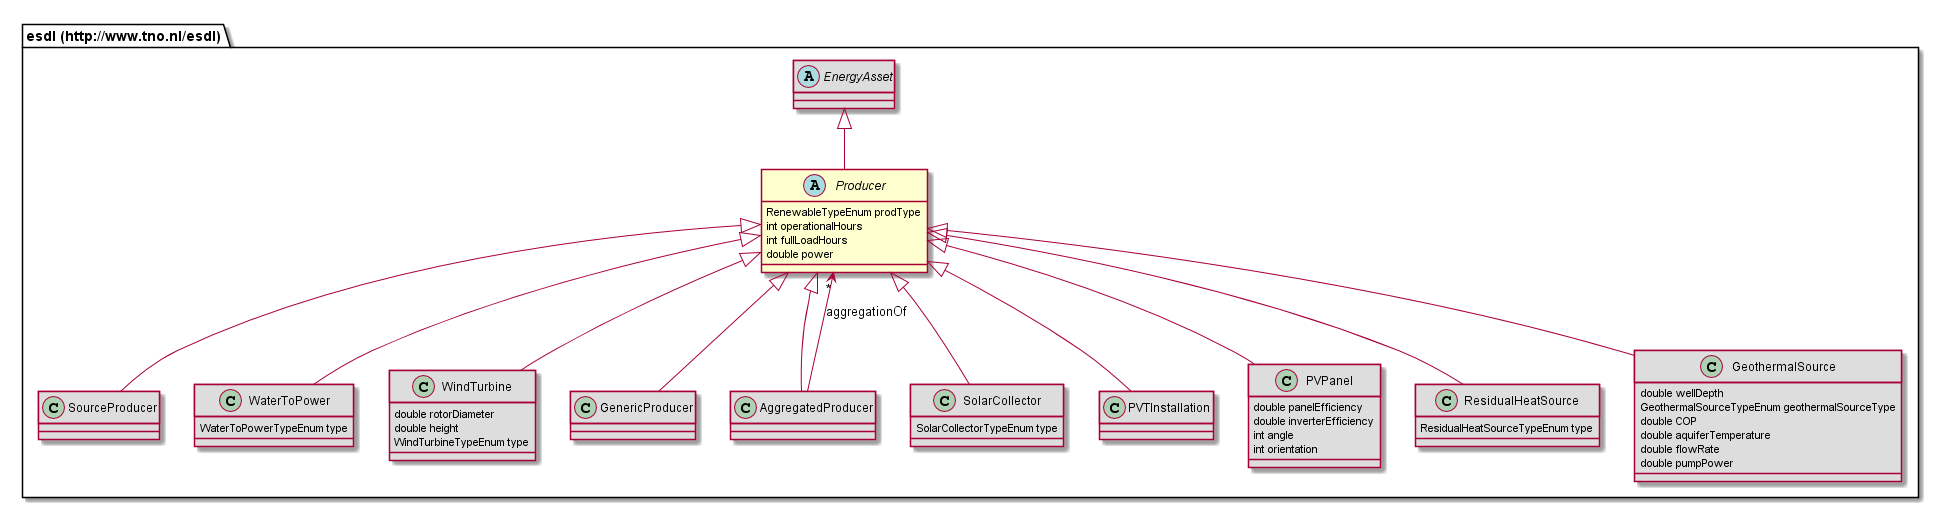 esdl (http://www.tno.nl/esdl)
A EnergyAsset
A Producer
RenewableTypeEnum prodType
int operationalHours
int fullLoadHours
double power
*
aggregationOf
C SourceProducer
C WaterToPower
WaterToPowerTypeEnum type
C WindTurbine
double rotorDiameter
double height
WindTurbineTypeEnum type
C GenericProducer
C AggregatedProducer
C SolarCollector
SolarCollectorTypeEnum type
C PVTInstallation
C PVPanel
double panelEfficiency
double inverterEfficiency
int angle
int orientation
C ResidualHeatSource
ResidualHeatSourceTypeEnum type
C GeothermalSource
double wellDepth
GeothermalSourceTypeEnum geothermalSourceType
double COP
double aquiferTemperature
double flowRate
double pumpPower